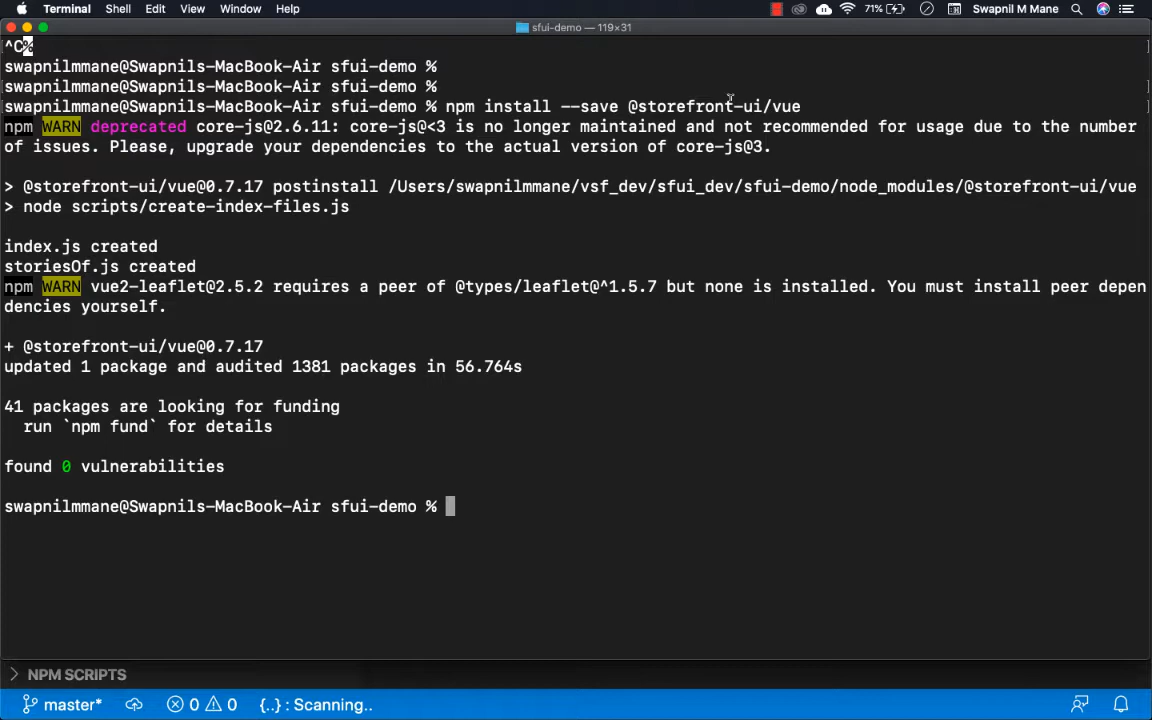 Terminal Shell Edit View Window Help 71% Swapnil M Mane
sfui-demo — 119×31
^C%
swapnilmmane@Swapnils-MacBook-Air sfui-demo %
swapnilmmane@Swapnils-MacBook-Air sfui-demo %
swapnilmmane@Swapnils-MacBook-Air sfui-demo % npm install --save @storefront-ui/vue
npm WARN deprecated core-js@2.6.11: core-js@<3 is no longer maintained and not recommended for usage due to the number
of issues. Please, upgrade your dependencies to the actual version of core-js@3.
> @storefront-ui/vue@0.7.17 postinstall /Users/swapnilmmane/vsf_dev/sfui_dev/sfui-demo/node_modules/@storefront-ui/vue
> node scripts/create-index-files.js
index.js created
storiesOf.js created
npm WARN vue2-leaflet@2.5.2 requires a peer of @types/leaflet@^1.5.7 but none is installed. You must install peer depen
dencies yourself.
+ @storefront-ui/vue@0.7.17
updated 1 package and audited 1381 packages in 56.764s
41 packages are looking for funding
run `npm fund` for details
found 0 vulnerabilities
swapnilmmane@Swapnils-MacBook-Air sfui-demo %
NPM SCRIPTS
master* 0 0 {..} : Scanning..